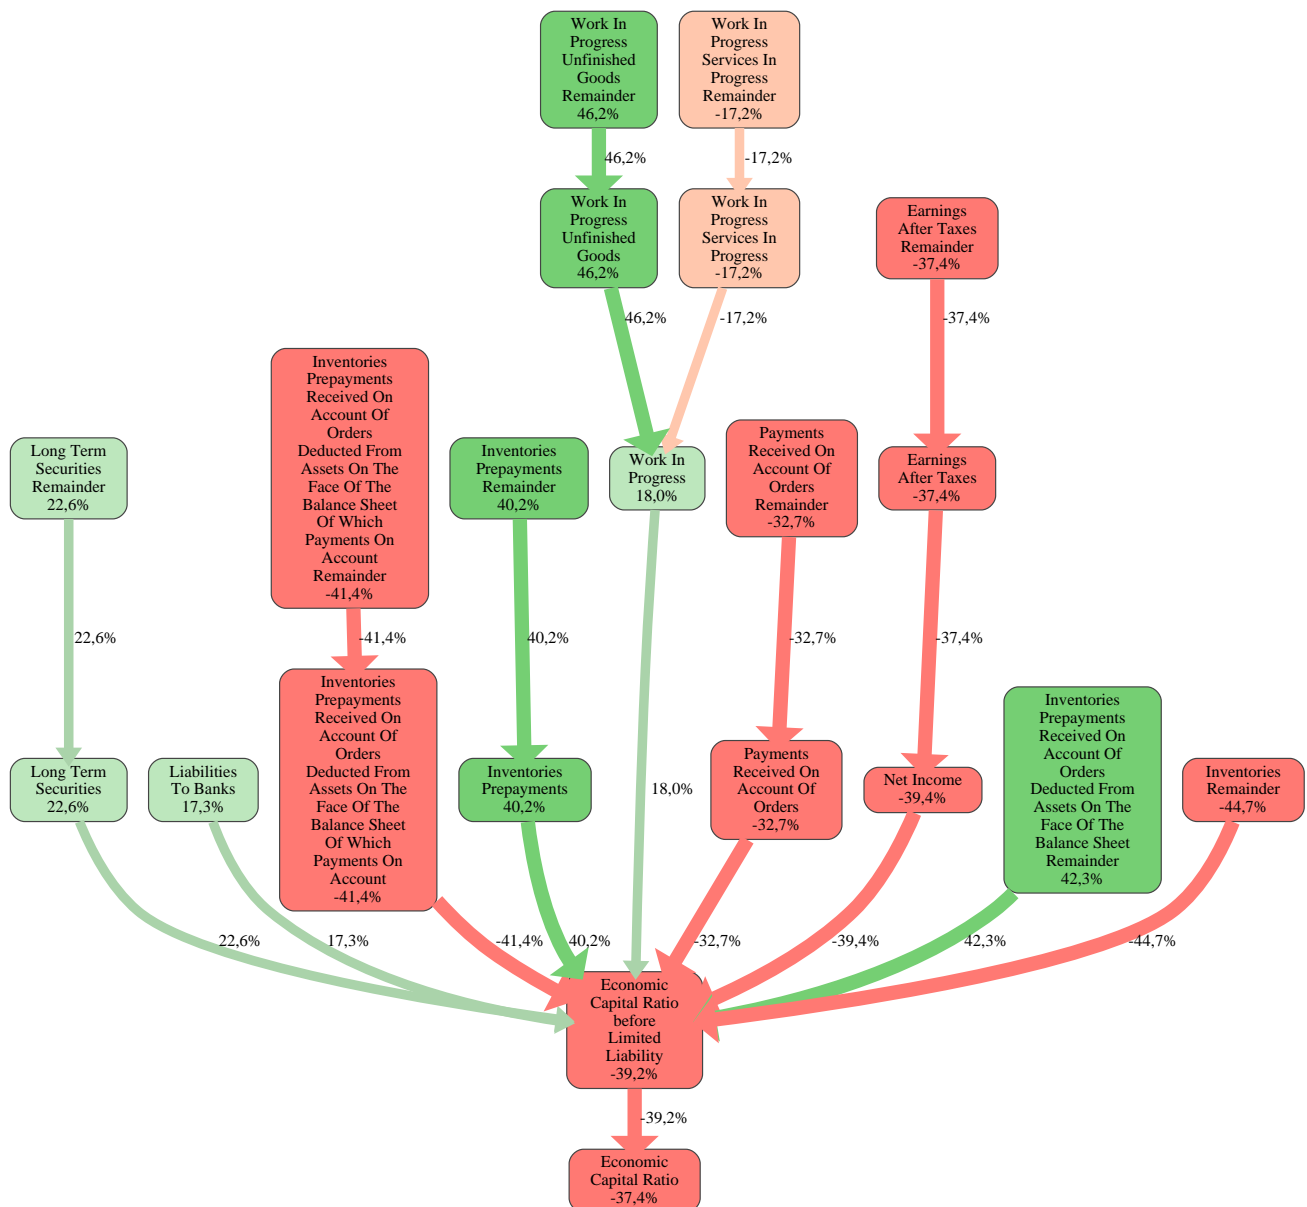 Work In
Progress
Unfinished
Goods
Remainder
46,2%
Work In
Progress
Services In
Progress
Remainder
-17,2%
46,2%
-17,2%
Work In
Progress
Unfinished
Goods
46,2%
Work In
Progress
Services In
Progress
-17,2%
Earnings
After Taxes
Remainder
-37,4%
46,2%
-17,2%
-37,4%
Long Term
Securities
Remainder
22,6%
Inventories
Prepayments
Received On
Account Of
Orders
Deducted From
Assets On The
Face Of The
Balance Sheet
Of Which
Payments On
Account
Remainder
-41,4%
Inventories
Prepayments
Remainder
40,2%
Work In
Progress
18,0%
Payments
Received On
Account Of
Orders
Remainder
-32,7%
Earnings
After Taxes
-37,4%
22,6%
-41,4%
40,2%
-32,7%
-37,4%
Long Term
Securities
22,6%
Liabilities
To Banks
17,3%
Inventories
Prepayments
Received On
Account Of
Orders
Deducted From
Assets On The
Face Of The
Balance Sheet
Of Which
Payments On
Account
-41,4%
Inventories
Prepayments
40,2%
18,0%
Payments
Received On
Account Of
Orders
-32,7%
Net Income
-39,4%
Inventories
Prepayments
Received On
Account Of
Orders
Deducted From
Assets On The
Face Of The
Balance Sheet
Remainder
42,3%
Inventories
Remainder
-44,7%
22,6%
17,3%
-41,4%
40,2%
-32,7%
-39,4%
42,3%
-44,7%
Economic
Capital Ratio
before
Limited
Liability
-39,2%
-39,2%
Economic
Capital Ratio
-37,4%